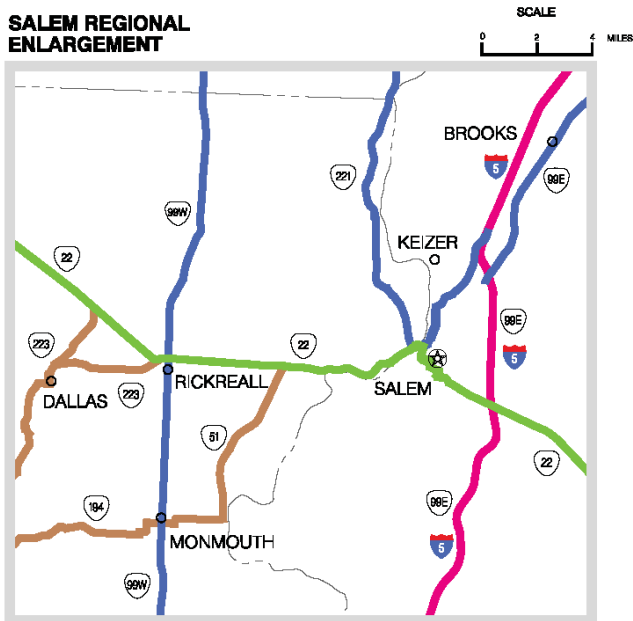 SALEM REGIONAL
ENLARGEMENT
SCALE
0 2 4 MILES
BROOKS
5
99E
221
99W
KEIZER
22
99E
223
22
5
RICKREALL
SALEM
DALLAS
223
51
22
194
99E
MONMOUTH
5
99W